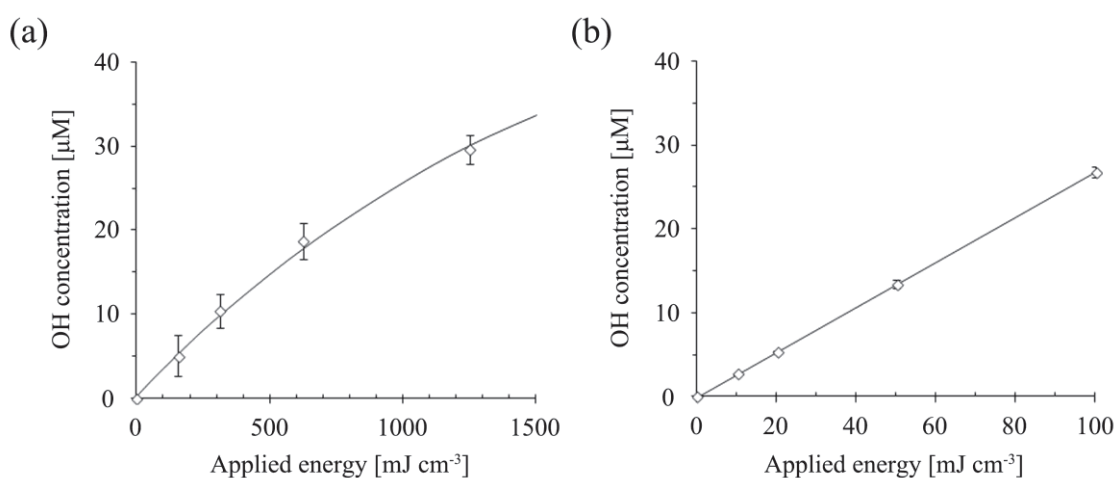 (a)
OH concentration [μM]
40
30
20
10
0
0 500 1000 1500
Applied energy [mJ cm-3]
(b)
OH concentration [μM]
40
30
20
10
0
0 20 40 60 80 100
Applied energy [mJ cm-3]